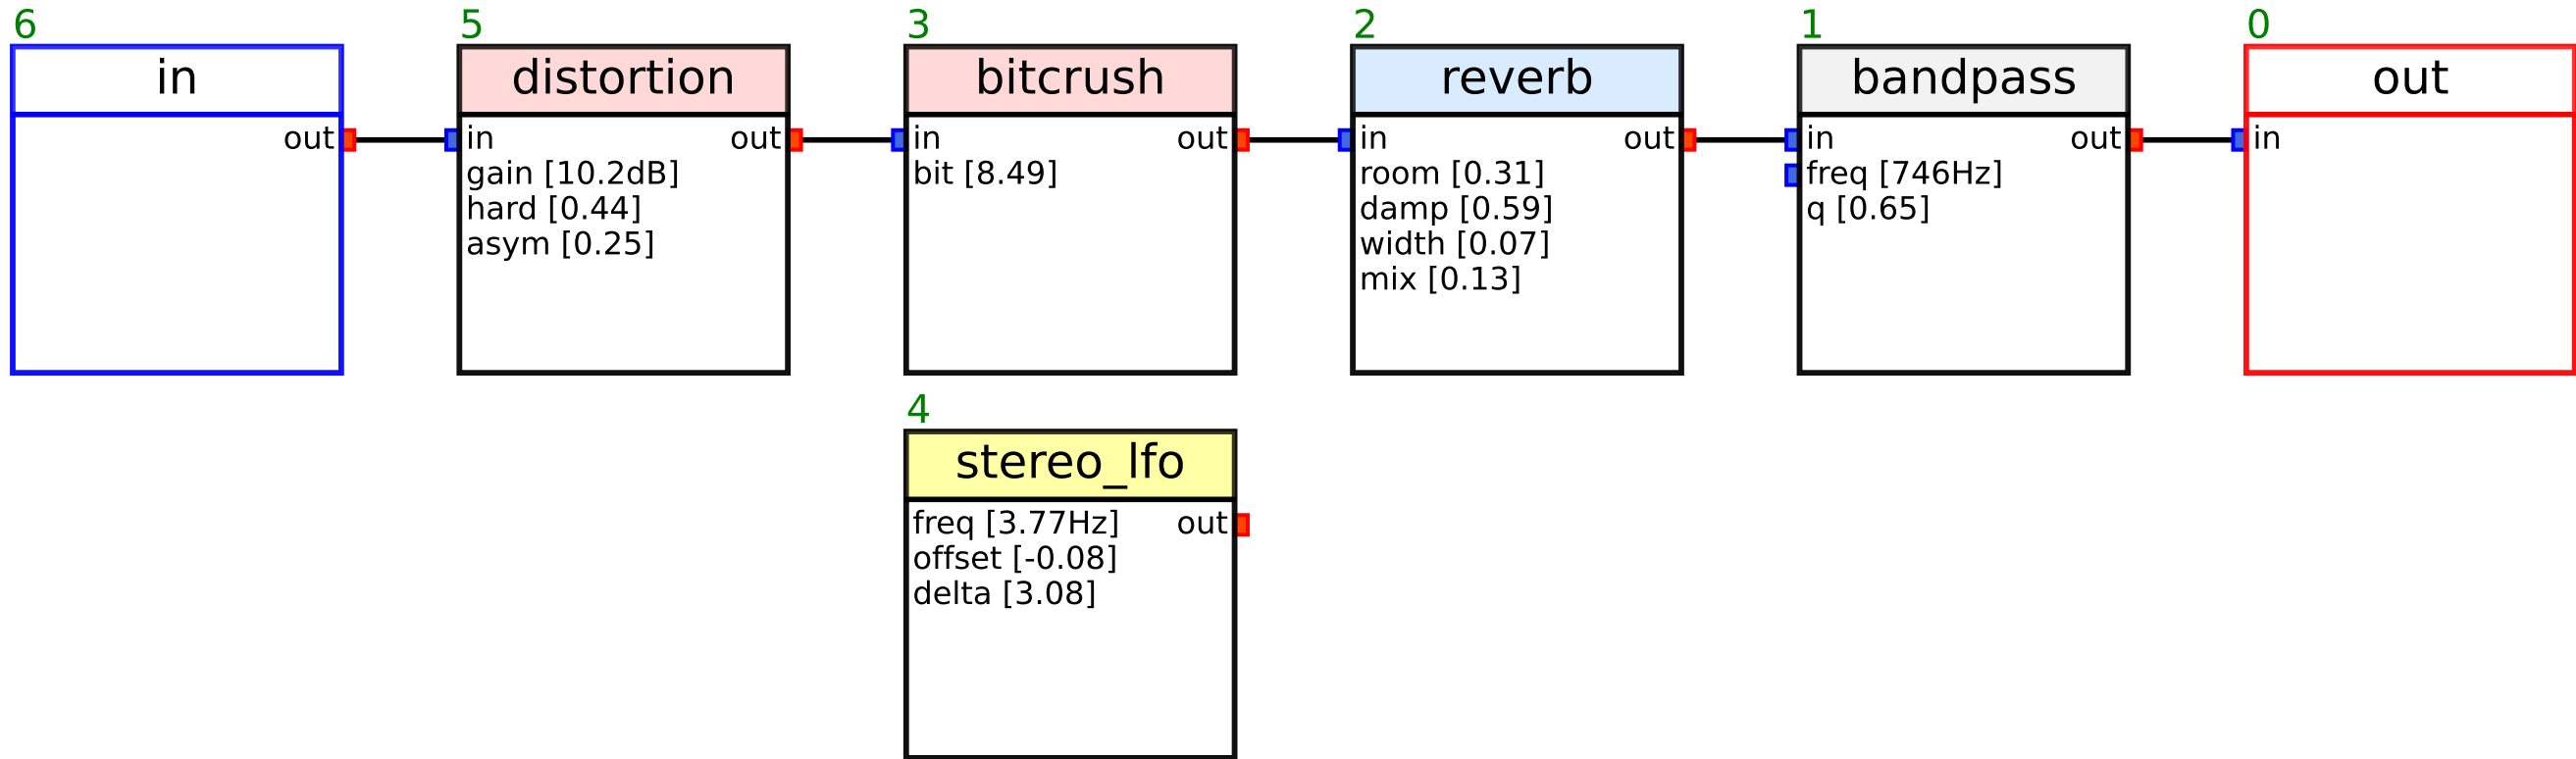 6
in
out
5
distortion
in out
gain [10.2dB]
hard [0.44]
asym [0.25]
3
bitcrush
in out
bit [8.49]
2
reverb
in out
room [0.31]
damp [0.59]
width [0.07]
mix [0.13]
1
bandpass
in out
freq [746Hz]
q [0.65]
0
out
in
4
stereo_lfo
freq [3.77Hz] out
offset [-0.08]
delta [3.08]